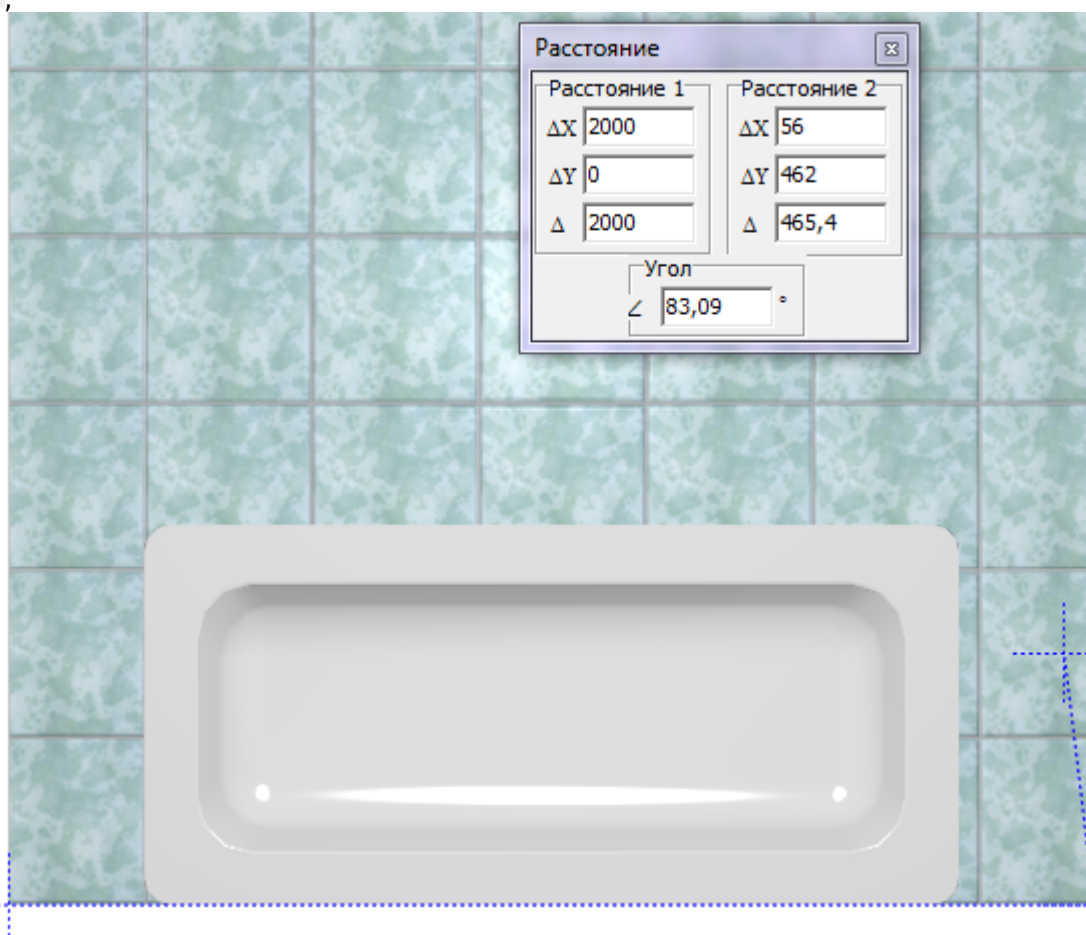 ,
Расстояние
Расстояние 1 Расстояние 2
ΔX 2000 ΔX 56
ΔY 0 ΔY 462
Δ 2000 Δ 465,4
Угол
∠ 83,09 °